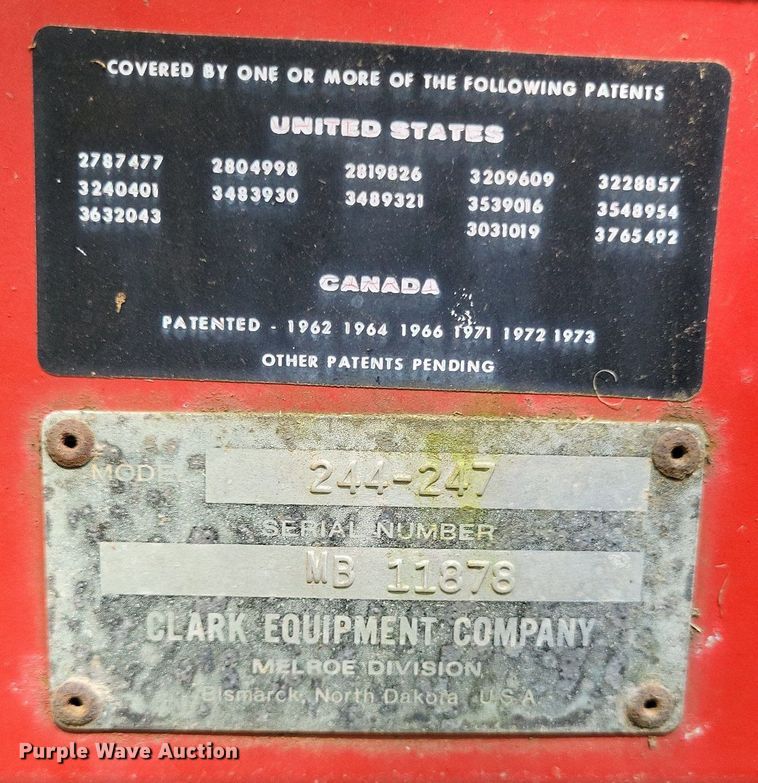 COVERED BY ONE OR MORE OF THE FOLLOWING PATENTS
UNITED STATES
2787477 2804998 2819826 3209609 3228857
3240401 3483930 3489321 3539016 3548954
3632043 3031019 3765492
CANADA
PATENTED - 1962 1964 1966 1971 1972 1973
OTHER PATENTS PENDING
MODEL 244-247
SERIAL NUMBER
MB 11878
CLARK EQUIPMENT COMPANY
MELROE DIVISION
Bismarck, North Dakota U.S.A
Purple Wave Auction